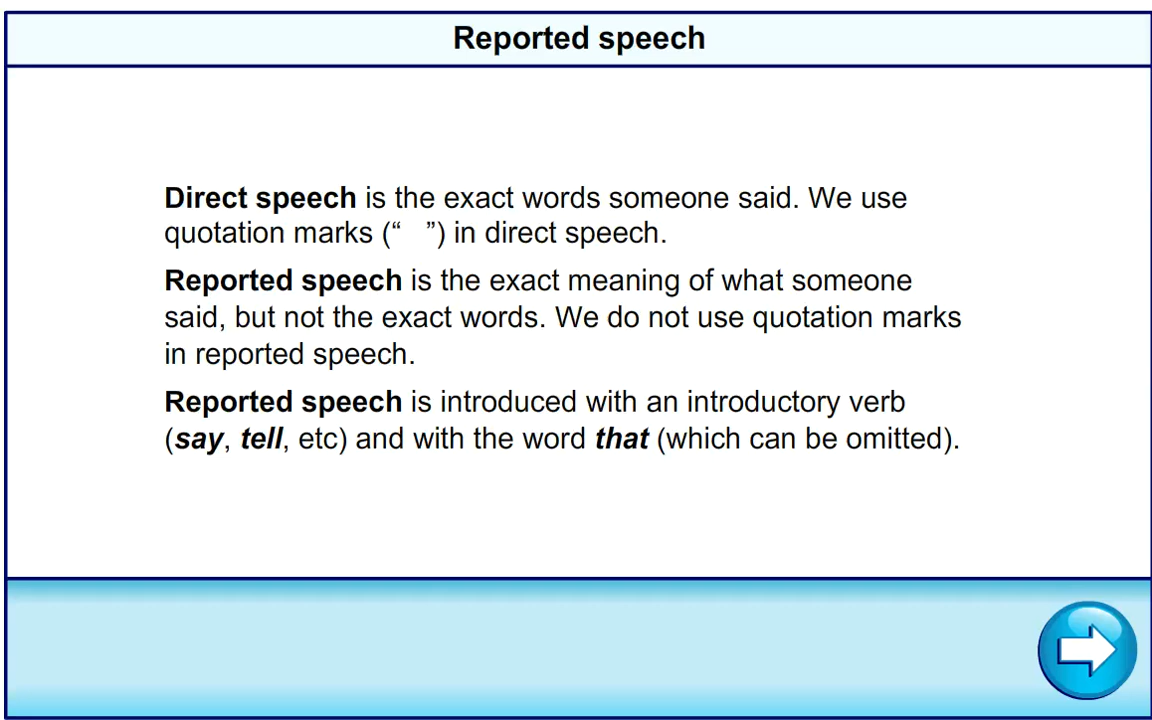 Reported speech
Direct speech is the exact words someone said. We use
quotation marks (“   ”) in direct speech.
Reported speech is the exact meaning of what someone
said, but not the exact words. We do not use quotation marks
in reported speech.
Reported speech is introduced with an introductory verb
(say, tell, etc) and with the word that (which can be omitted).